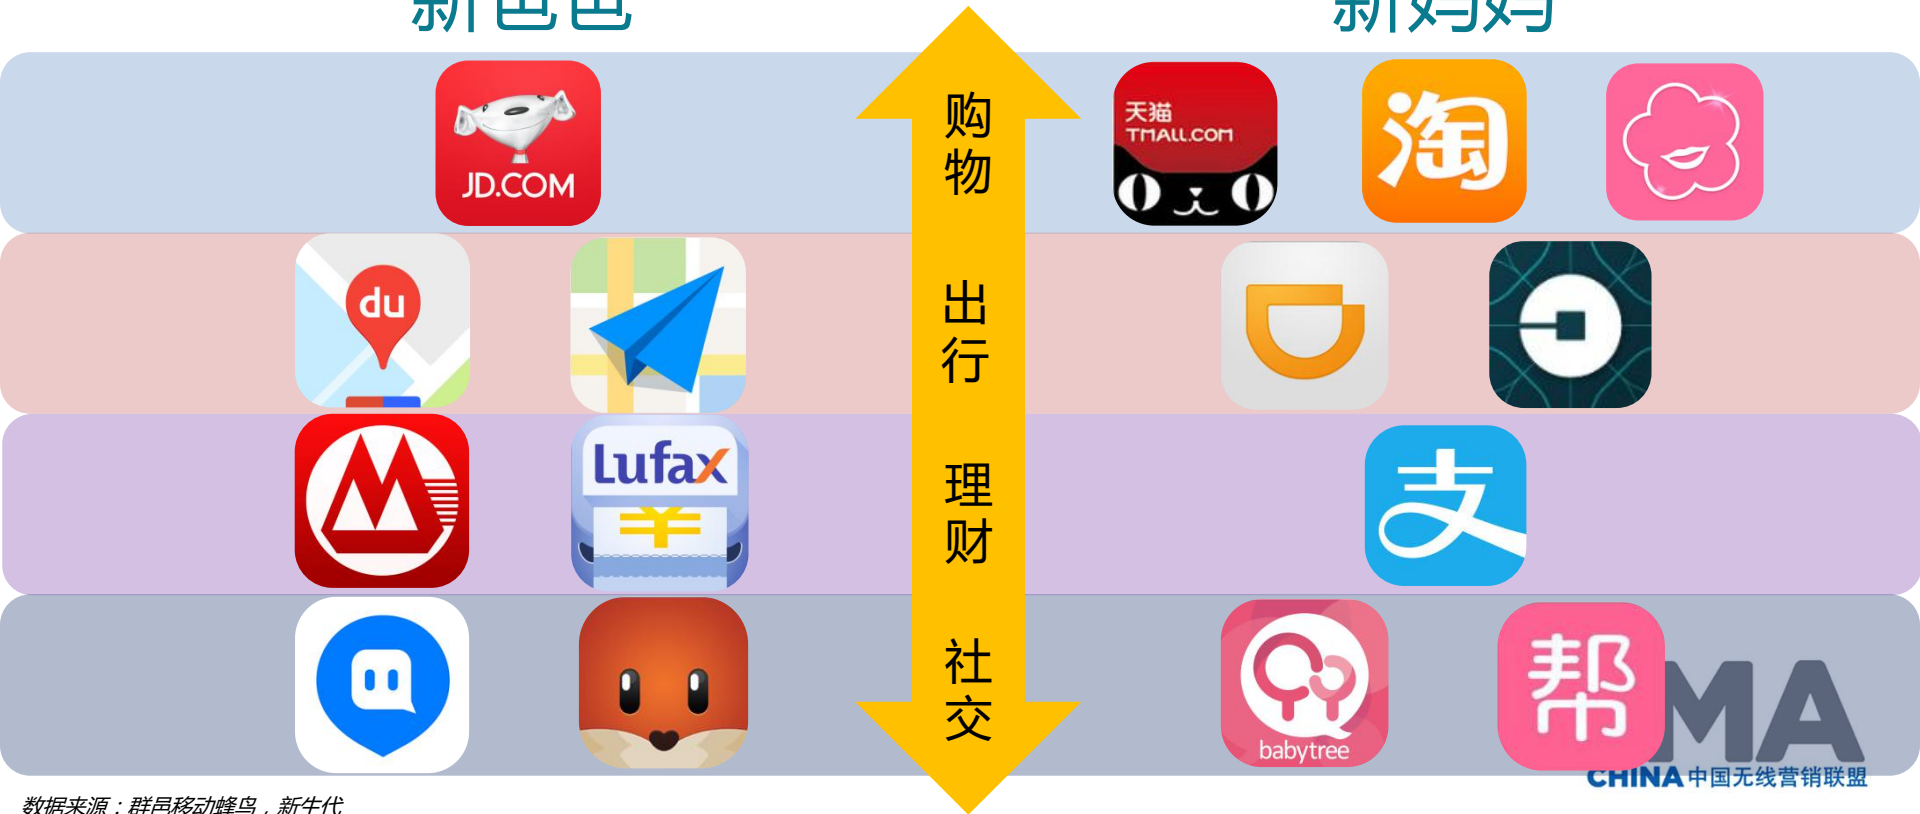 新爸爸
新妈妈
购物
JD.COM
天猫
TMALL.COM
淘
出行
du
理财
Lufax
支
社交
babytree
帮
MMA
CHINA 中国无线营销联盟
数据来源：群邑移动蜂鸟，新生代